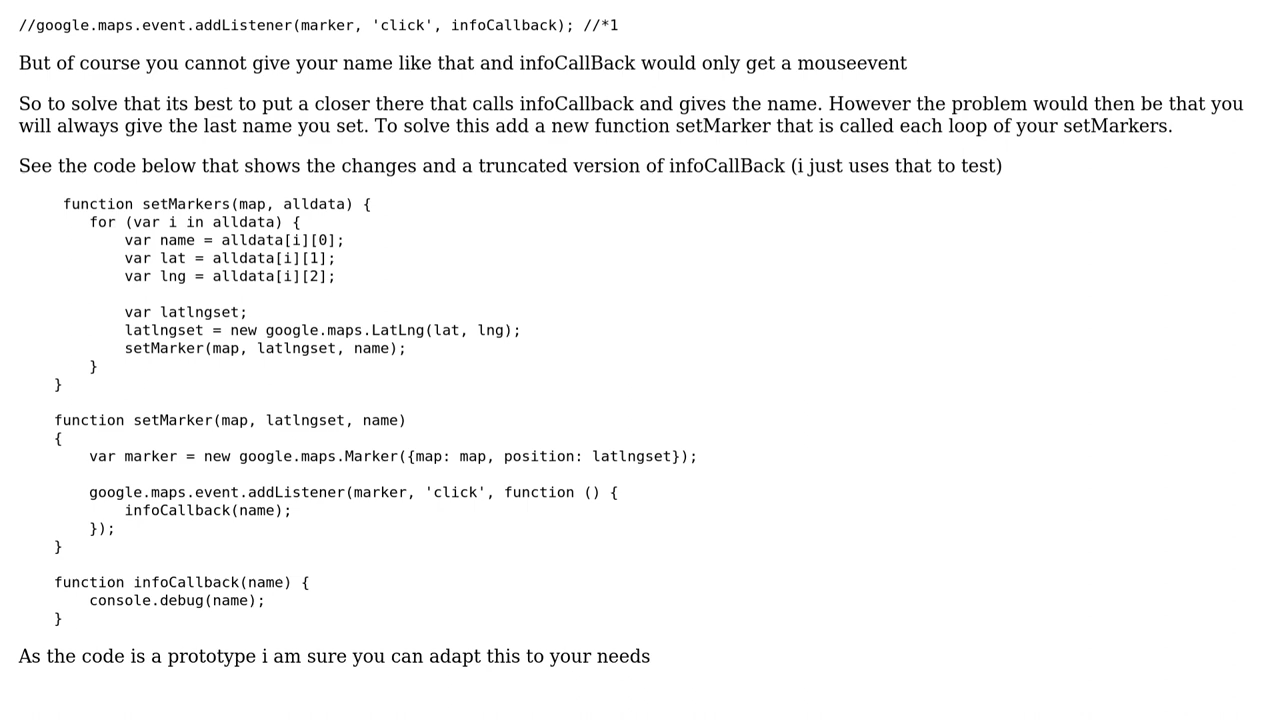 //google.maps.event.addListener(marker, 'click', infoCallback); //*1
But of course you cannot give your name like that and infoCallBack would only get a mouseevent
So to solve that its best to put a closer there that calls infoCallback and gives the name. However the problem would then be that you
will always give the last name you set. To solve this add a new function setMarker that is called each loop of your setMarkers.
See the code below that shows the changes and a truncated version of infoCallBack (i just uses that to test)
function setMarkers(map, alldata) {
for (var i in alldata) {
var name = alldata[i][0];
var lat = alldata[i][1];
var lng = alldata[i][2];
var latlngset;
latlngset = new google.maps.LatLng(lat, lng);
setMarker(map, latlngset, name);
}
}
function setMarker(map, latlngset, name)
{
var marker = new google.maps.Marker({map: map, position: latlngset});
google.maps.event.addListener(marker, 'click', function () {
infoCallback(name);
});
}
function infoCallback(name) {
console.debug(name);
}
As the code is a prototype i am sure you can adapt this to your needs